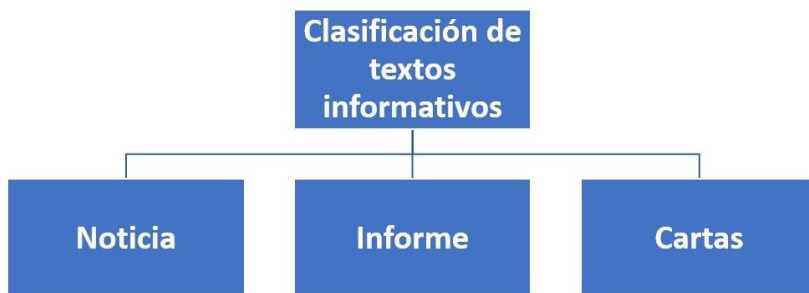 Clasificación de
textos
informativos
Noticia
Informe
Cartas